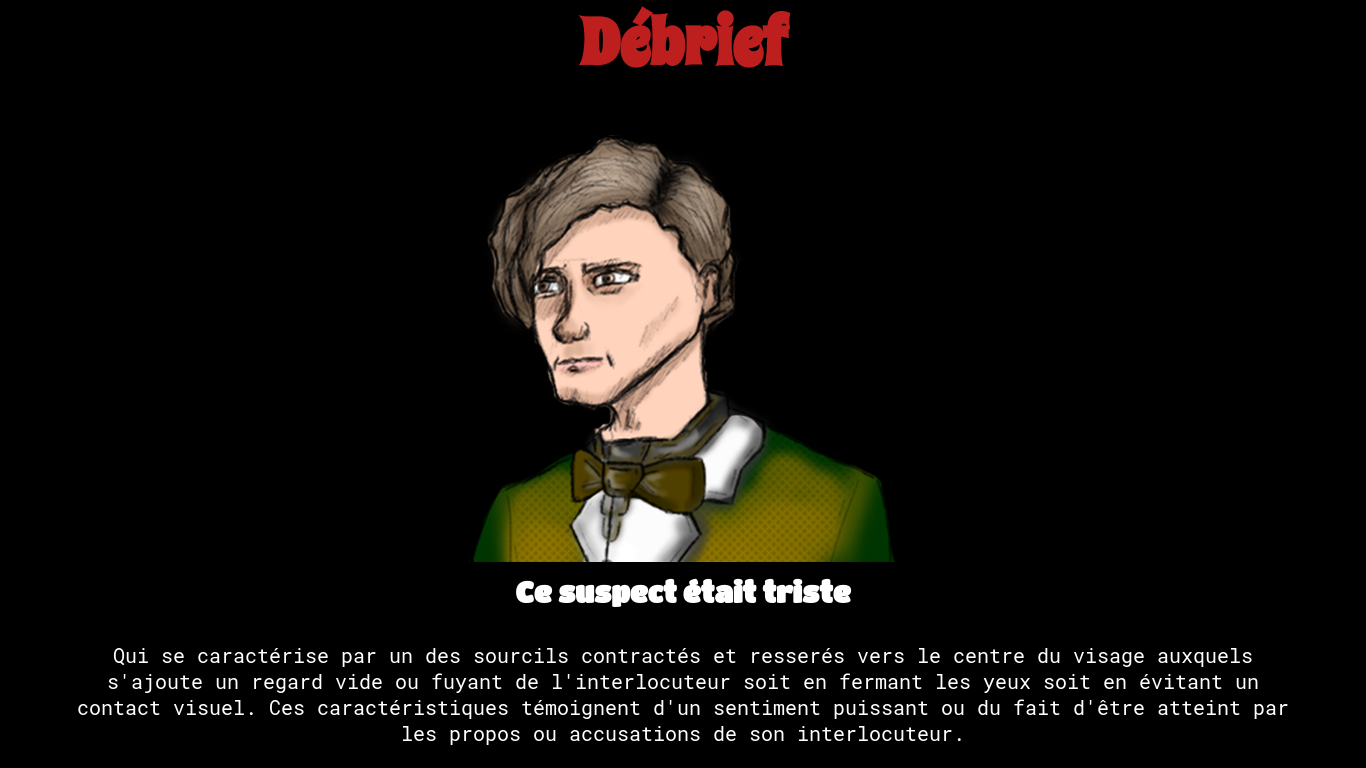 Débrief
Ce suspect était triste
Qui se caractérise par un des sourcils contractés et resserés vers le centre du visage auxquels
s'ajoute un regard vide ou fuyant de l'interlocuteur soit en fermant les yeux soit en évitant un
contact visuel. Ces caractéristiques témoignent d'un sentiment puissant ou du fait d'être atteint par
les propos ou accusations de son interlocuteur.